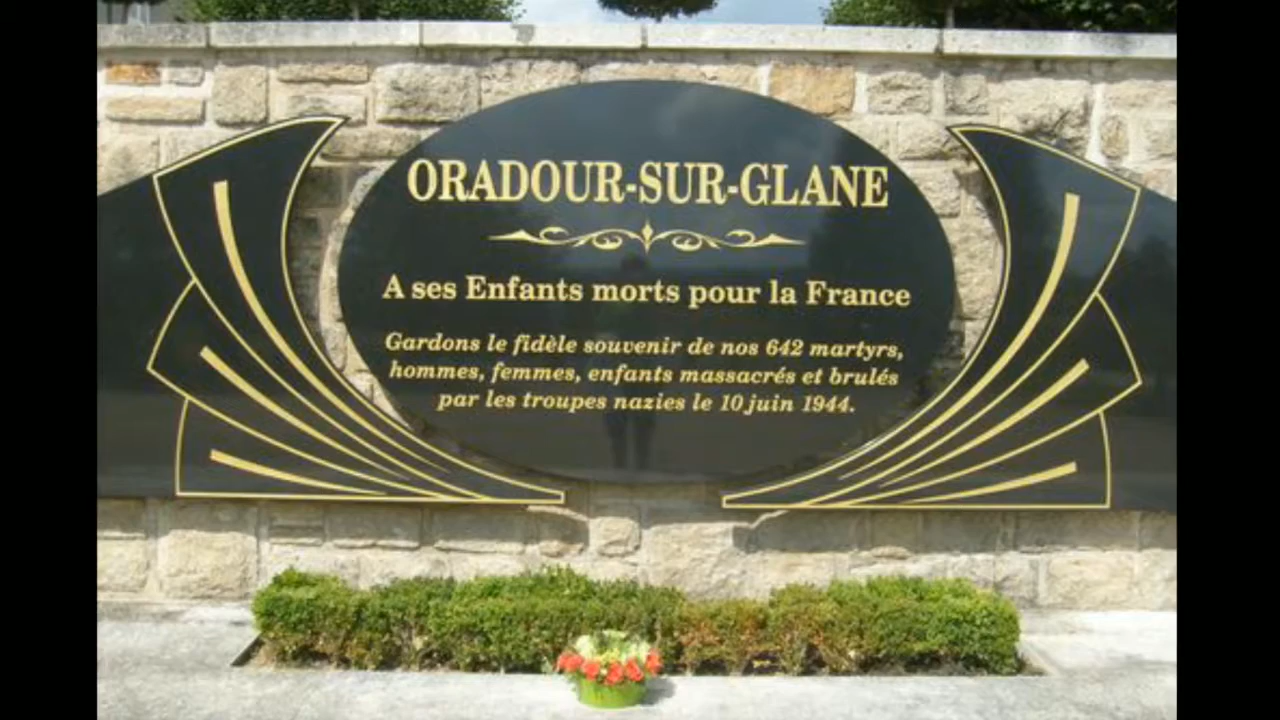 ORADOUR-SUR-GLANE
A ses Enfants morts pour la France
Gardons le fidèle souvenir de nos 642 martyrs,
hommes, femmes, enfants massacrés et brulés
par les troupes nazies le 10 juin 1944.